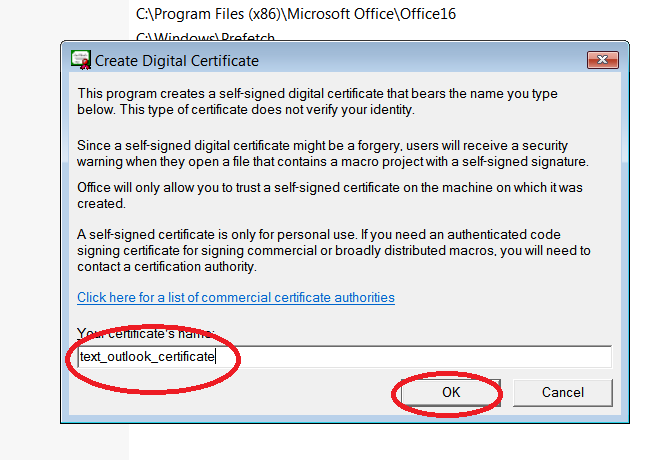 C:\Program Files (x86)\Microsoft Office\Office16
C:\Windows\Prefetch
Create Digital Certificate
This program creates a self-signed digital certificate that bears the name you type
below. This type of certificate does not verify your identity.
Since a self-signed digital certificate might be a forgery, users will receive a security
warning when they open a file that contains a macro project with a self-signed signature.
Office will only allow you to trust a self-signed certificate on the machine on which it was
created.
A self-signed certificate is only for personal use. If you need an authenticated code
signing certificate for signing commercial or broadly distributed macros, you will need to
contact a certification authority.
Click here for a list of commercial certificate authorities
Your certificate's name:
text_outlook_certificate
OK Cancel